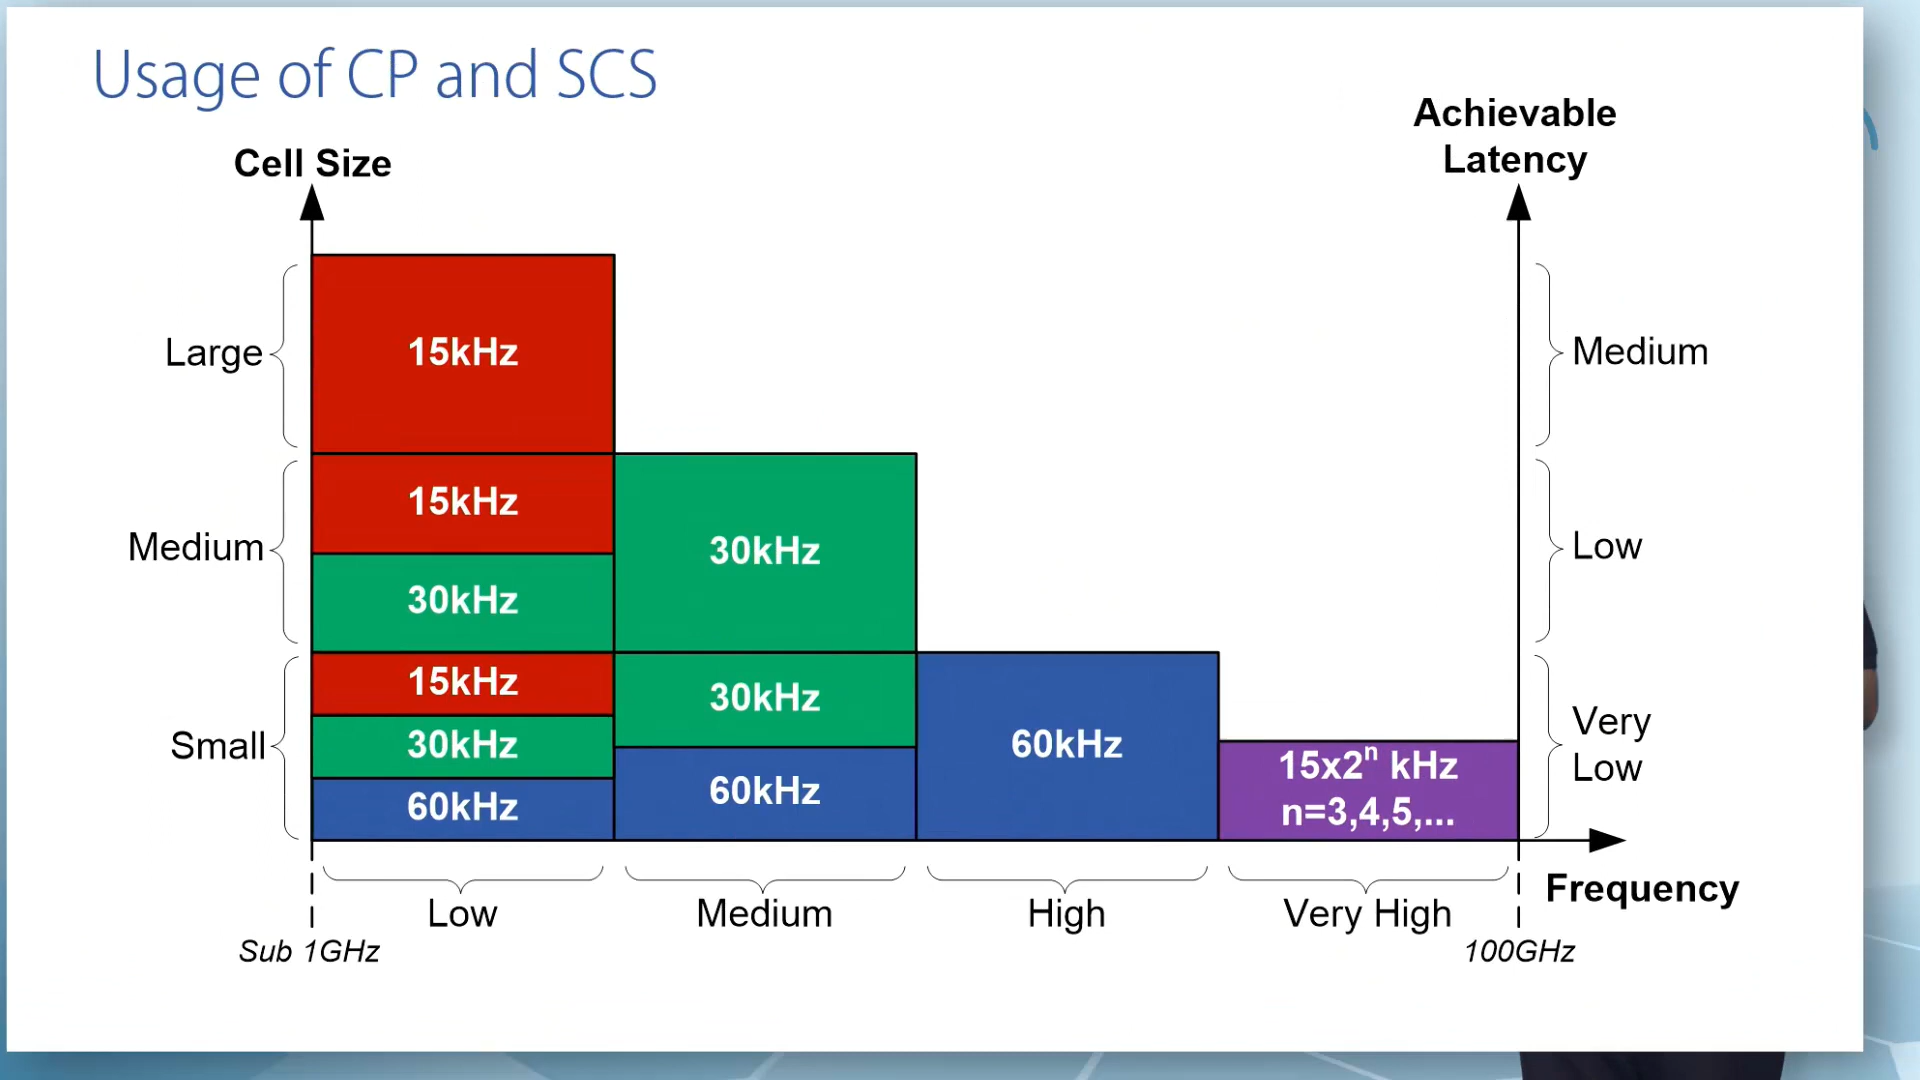 Usage of CP and SCS
Achievable
Latency
Cell Size
Large
15kHz
Medium
Medium
15kHz
30kHz
30kHz
Low
Small
15kHz
30kHz
60kHz
30kHz
60kHz
60kHz
15x2ⁿ kHz
n=3,4,5,...
Very
Low
Frequency
Low
Medium
High
Very High
Sub 1GHz
100GHz